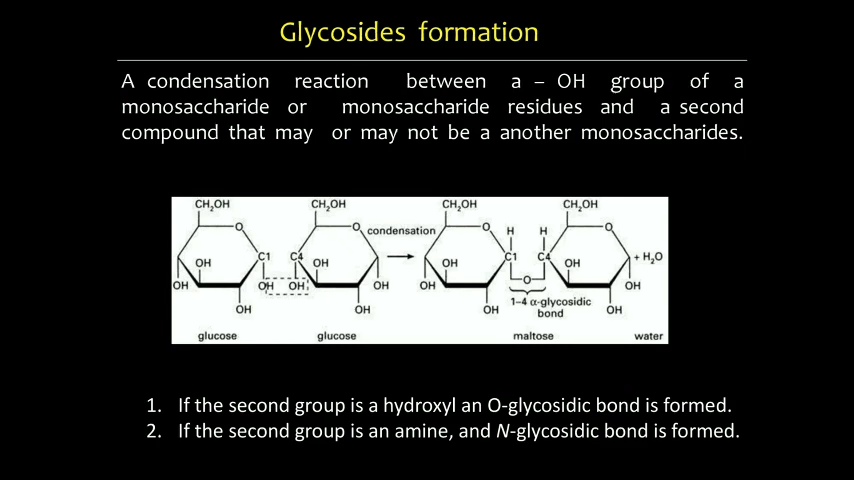 Glycosides formation
A condensation reaction between a – OH group of a
monosaccharide or monosaccharide residues and a second
compound that may or may not be a another monosaccharides.
CH₂OH CH₂OH CH₂OH CH₂OH
O O condensation O H H O
C1 C4 C1 C4 + H₂O
OH OH OH OH
O
OH OH OH OH OH OH
1–4 α-glycosidic
bond
OH OH OH OH
glucose glucose maltose water
1. If the second group is a hydroxyl an O-glycosidic bond is formed.
2. If the second group is an amine, and N-glycosidic bond is formed.